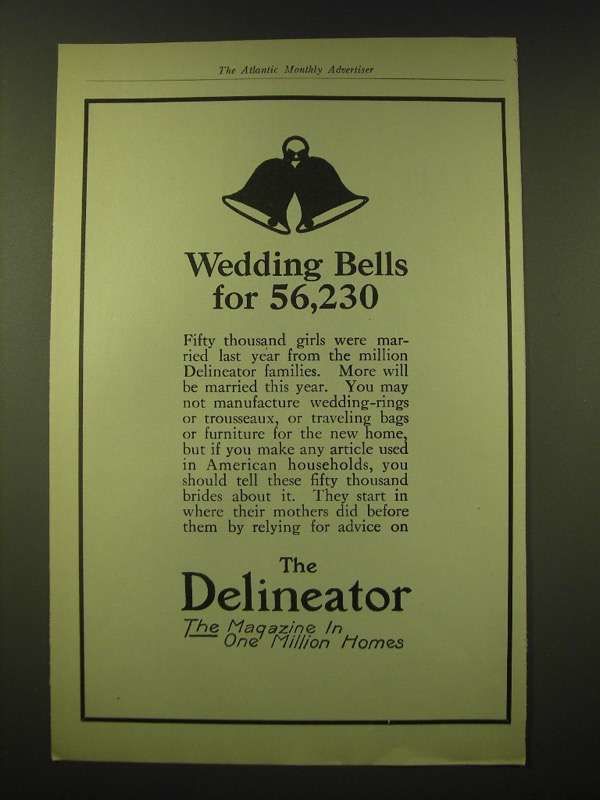 The Atlantic Monthly Advertiser
Wedding Bells
for 56,230
Fifty thousand girls were mar-
ried last year from the million
Delineator families. More will
be married this year. You may
not manufacture wedding-rings
or trousseaux, or traveling bags
or furniture for the new home,
but if you make any article used
in American households, you
should tell these fifty thousand
brides about it. They start in
where their mothers did before
them by relying for advice on
The
Delineator
The Magazine In
One Million Homes